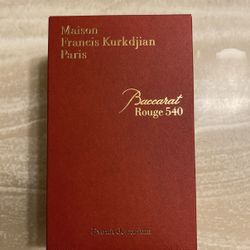 Maison
Francis Kurkdjian
Paris
Baccarat
Rouge 540
Extrait de parfum